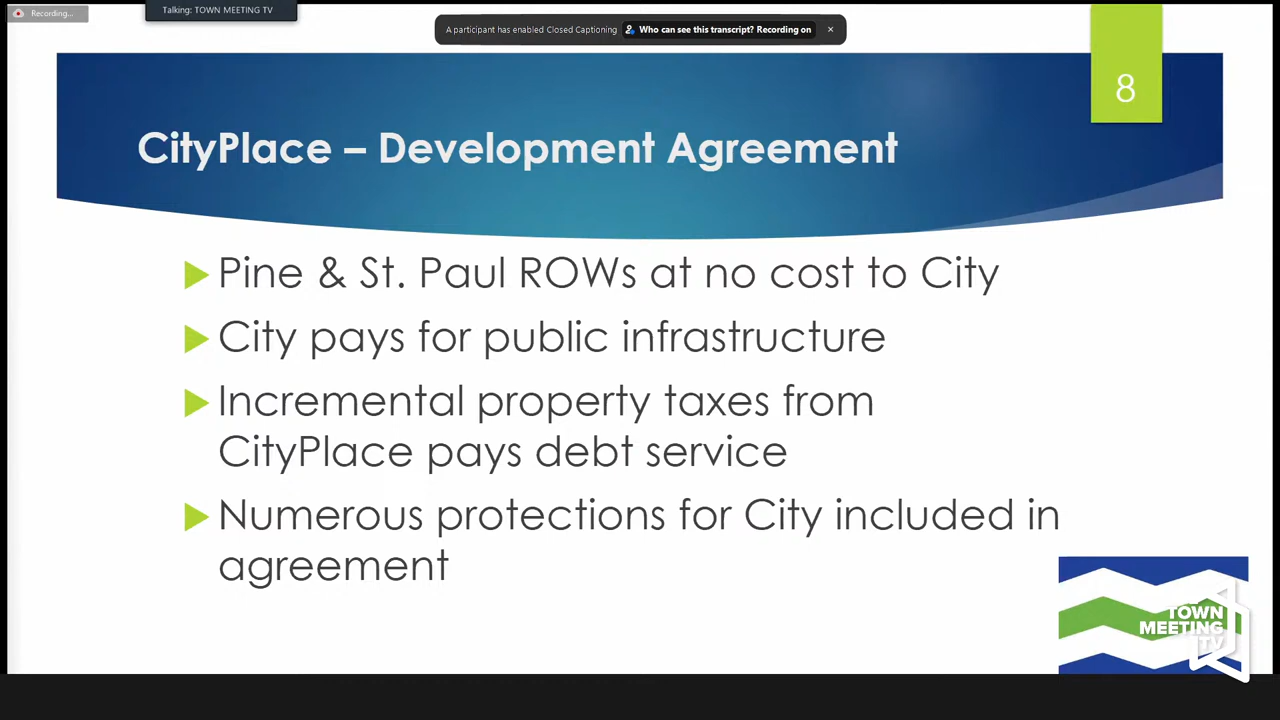 Recording...
Talking: TOWN MEETING TV
A participant has enabled Closed Captioning Who can see this transcript? Recording on ×
8
CityPlace – Development Agreement
Pine & St. Paul ROWs at no cost to City
City pays for public infrastructure
Incremental property taxes from
CityPlace pays debt service
Numerous protections for City included in
agreement
TOWN
MEETING
TV